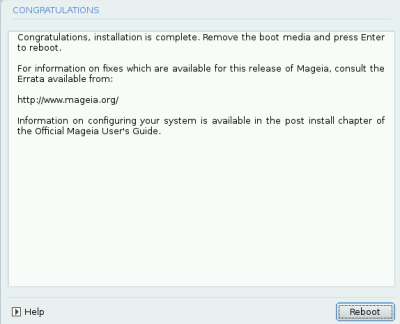 CONGRATULATIONS
Congratulations, installation is complete. Remove the boot media and press Enter
to reboot.
For information on fixes which are available for this release of Mageia, consult the
Errata available from:
http://www.mageia.org/
Information on configuring your system is available in the post install chapter of
the Official Mageia User's Guide.
Help
Reboot